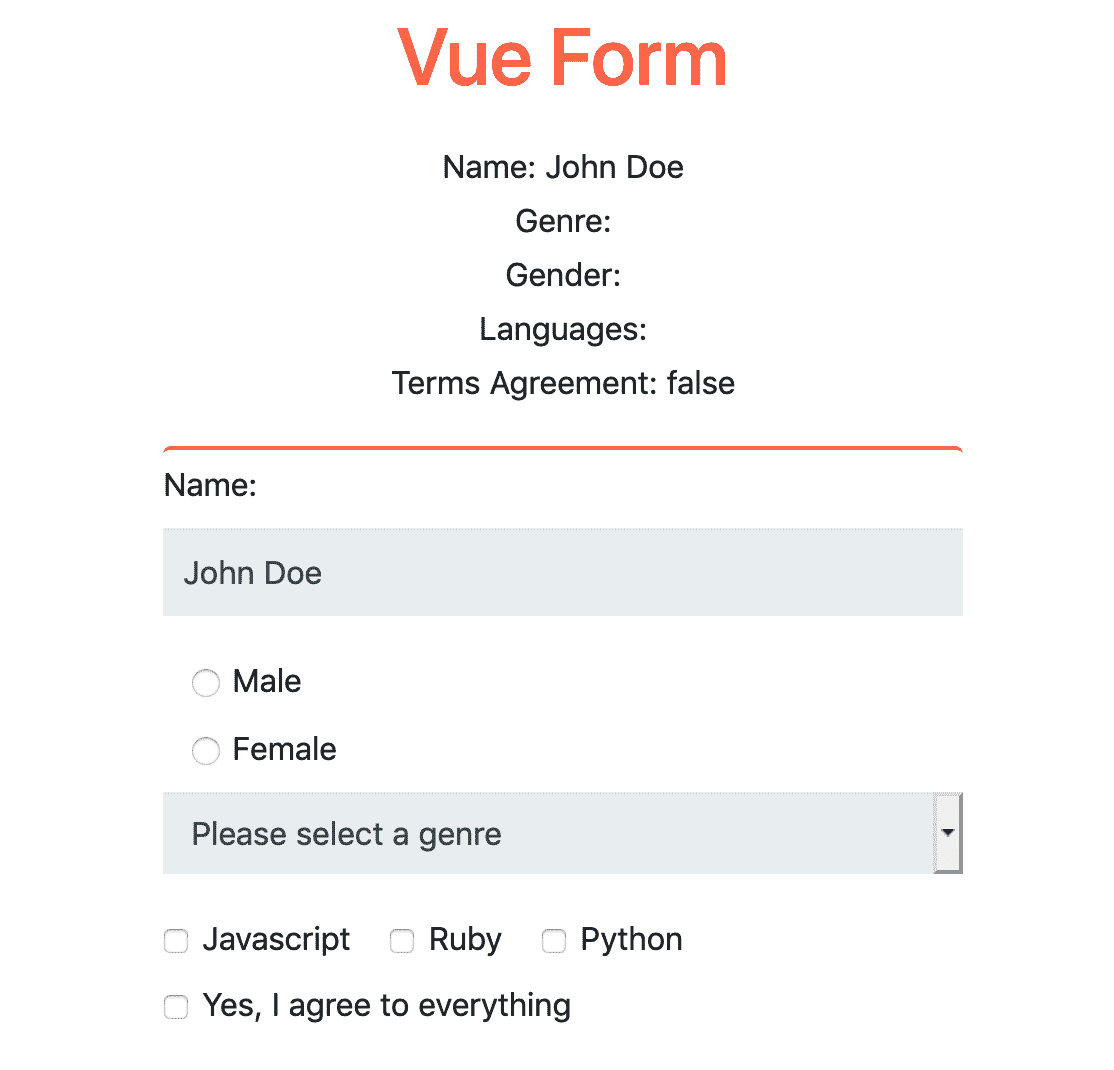 Vue Form
Name: John Doe
Genre:
Gender:
Languages:
Terms Agreement: false
Name:
John Doe
Male
Female
Please select a genre
Javascript Ruby Python
Yes, I agree to everything